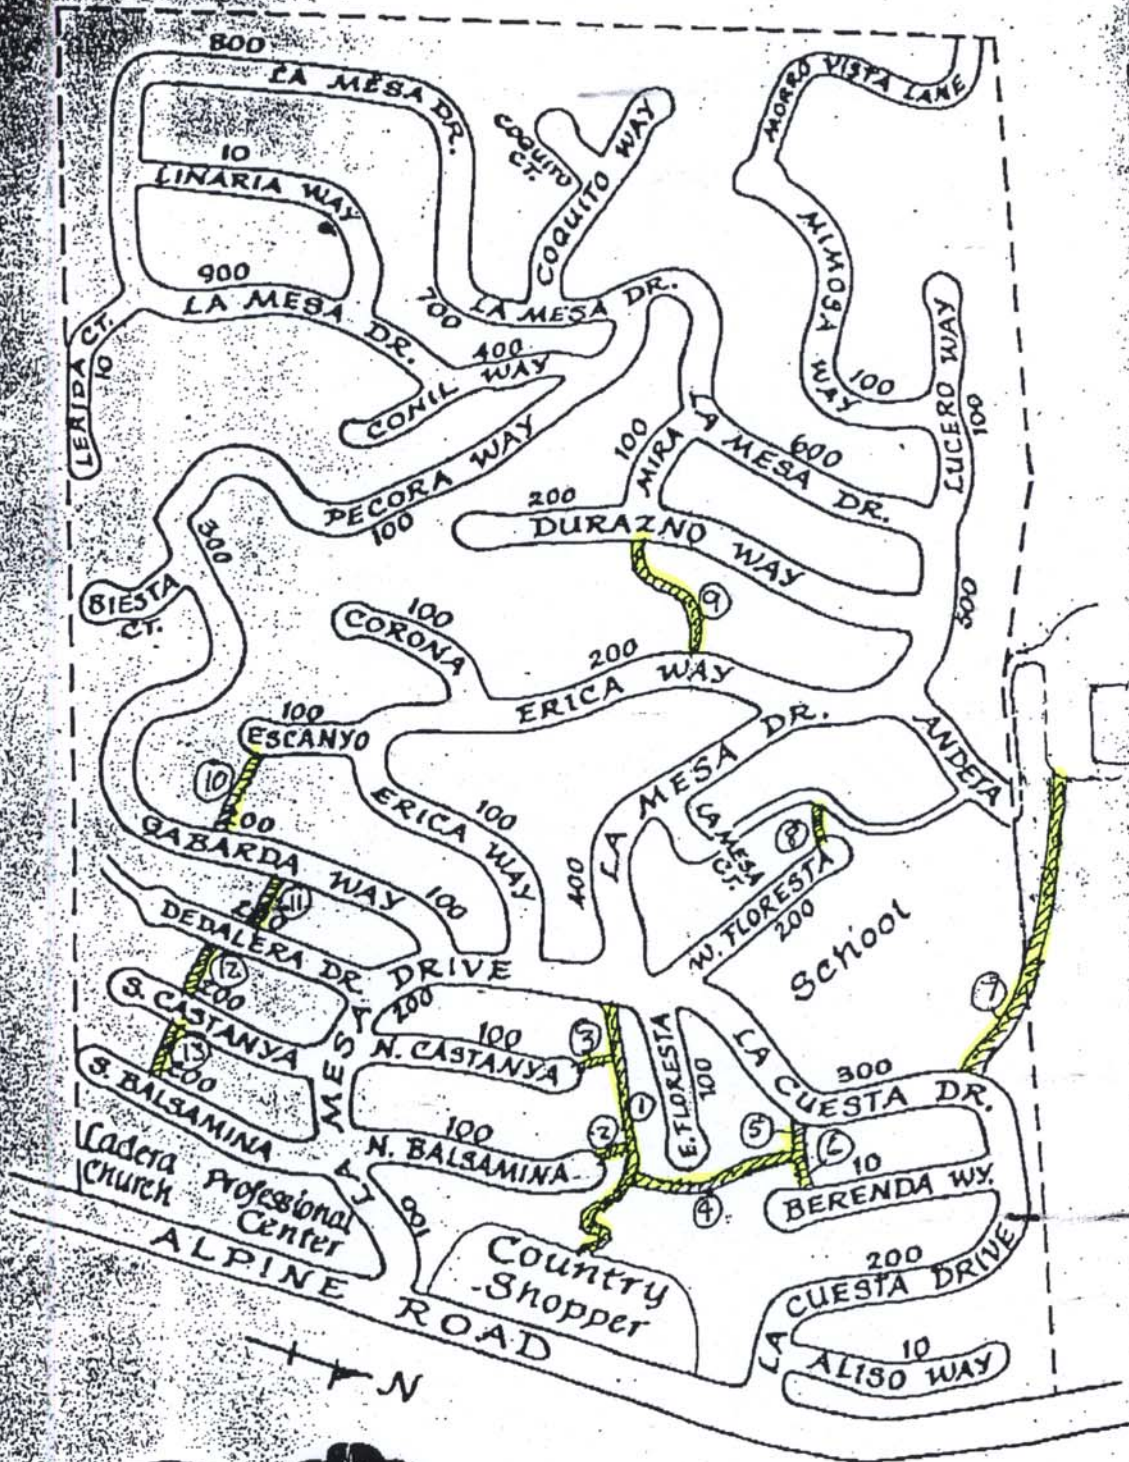 800
LA MESA DR.
MORRO VISTA LANE
COQUITO CT.
COQUITO WAY
10
LINARIA WAY
MIMOSA WAY
900
LA MESA DR.
700
LA MESA DR.
LERIDA CT.
10
400
CONIL WAY
100
LUCERO WAY
100
PECORA WAY
100
100
MIRA
LA MESA DR.
600
200
DURAZNO WAY
300
BIESTA CT.
9
500
100
CORONA
200
ERICA WAY
100
ESCANYO
LA MESA DR.
ANDETA
10
200
GABARDA WAY
100
ERICA WAY
100
400
LA MESA CT.
8
W. FLORESTA
200
School
11
200
DEDALERA DR.
12
DRIVE
200
S. CASTANYA
200
MESA
LA
N. CASTANYA
100
3
E. FLORESTA
100
7
LA CUESTA DR.
300
13
200
S. BALSAMINA
N. BALSAMINA
100
2
1
5
6
4
10
BERENDA WY.
Ladera Church
Professional Center
100
Country Shopper
200
LA CUESTA DRIVE
ALPINE ROAD
10
ALISO WAY
N